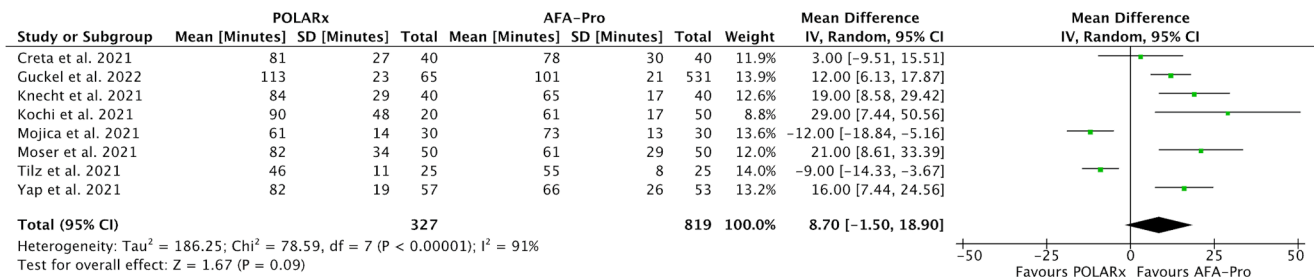 POLARx AFA-Pro Mean Difference Mean Difference
Study or Subgroup Mean [Minutes] SD [Minutes] Total Mean [Minutes] SD [Minutes] Total Weight IV, Random, 95% CI IV, Random, 95% CI
Creta et al. 2021 81 27 40 78 30 40 11.9% 3.00 [-9.51, 15.51]
Guckel et al. 2022 113 23 65 101 21 531 13.9% 12.00 [6.13, 17.87]
Knecht et al. 2021 84 29 40 65 17 40 12.6% 19.00 [8.58, 29.42]
Kochi et al. 2021 90 48 20 61 17 50 8.8% 29.00 [7.44, 50.56]
Mojica et al. 2021 61 14 30 73 13 30 13.6% -12.00 [-18.84, -5.16]
Moser et al. 2021 82 34 50 61 29 50 12.0% 21.00 [8.61, 33.39]
Tilz et al. 2021 46 11 25 55 8 25 14.0% -9.00 [-14.33, -3.67]
Yap et al. 2021 82 19 57 66 26 53 13.2% 16.00 [7.44, 24.56]
Total (95% CI) 327 819 100.0% 8.70 [-1.50, 18.90]
Heterogeneity: Tau² = 186.25; Chi² = 78.59, df = 7 (P < 0.00001); I² = 91%
Test for overall effect: Z = 1.67 (P = 0.09)
-50 -25 0 25 50
Favours POLARx Favours AFA-Pro